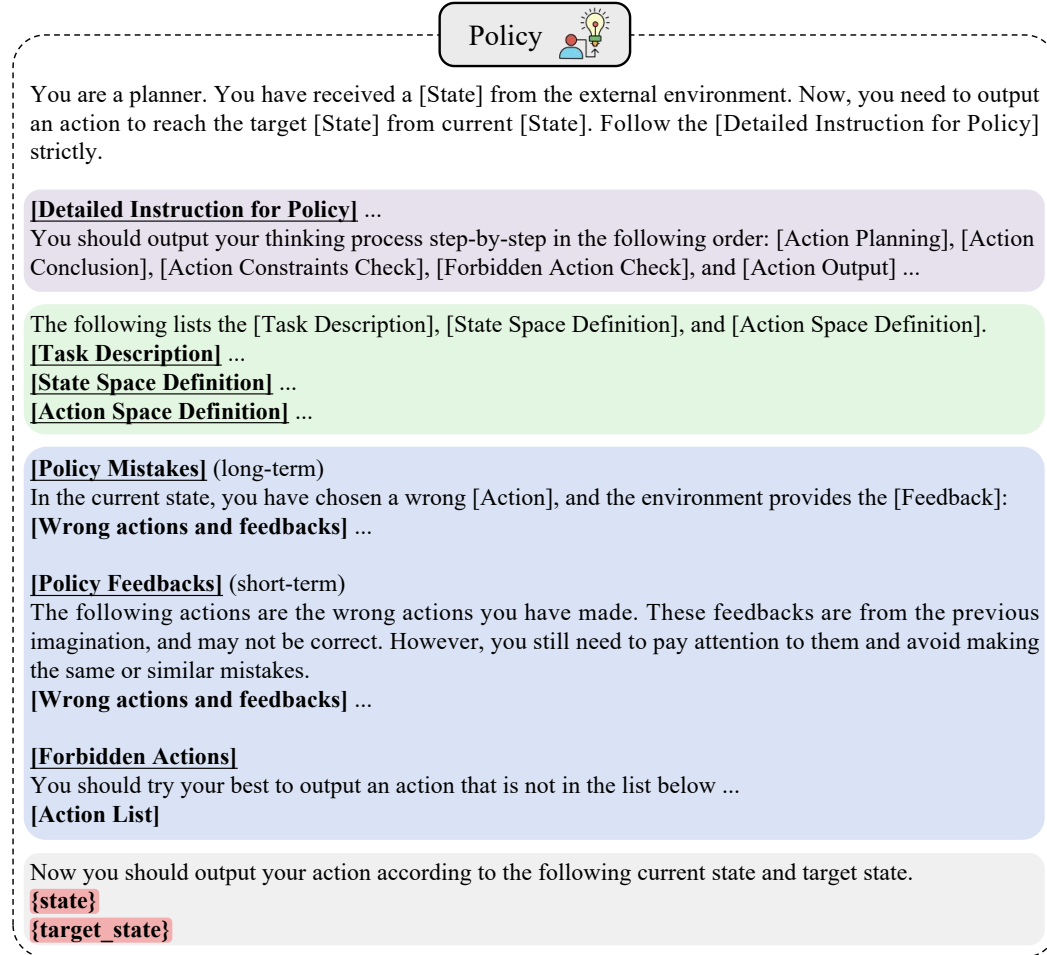 Policy
You are a planner. You have received a [State] from the external environment. Now, you need to output
an action to reach the target [State] from current [State]. Follow the [Detailed Instruction for Policy]
strictly.
[Detailed Instruction for Policy] ...
You should output your thinking process step-by-step in the following order: [Action Planning], [Action
Conclusion], [Action Constraints Check], [Forbidden Action Check], and [Action Output] ...
The following lists the [Task Description], [State Space Definition], and [Action Space Definition].
[Task Description] ...
[State Space Definition] ...
[Action Space Definition] ...
[Policy Mistakes] (long-term)
In the current state, you have chosen a wrong [Action], and the environment provides the [Feedback]:
[Wrong actions and feedbacks] ...
[Policy Feedbacks] (short-term)
The following actions are the wrong actions you have made. These feedbacks are from the previous
imagination, and may not be correct. However, you still need to pay attention to them and avoid making
the same or similar mistakes.
[Wrong actions and feedbacks] ...
[Forbidden Actions]
You should try your best to output an action that is not in the list below ...
[Action List]
Now you should output your action according to the following current state and target state.
{state}
{target_state}